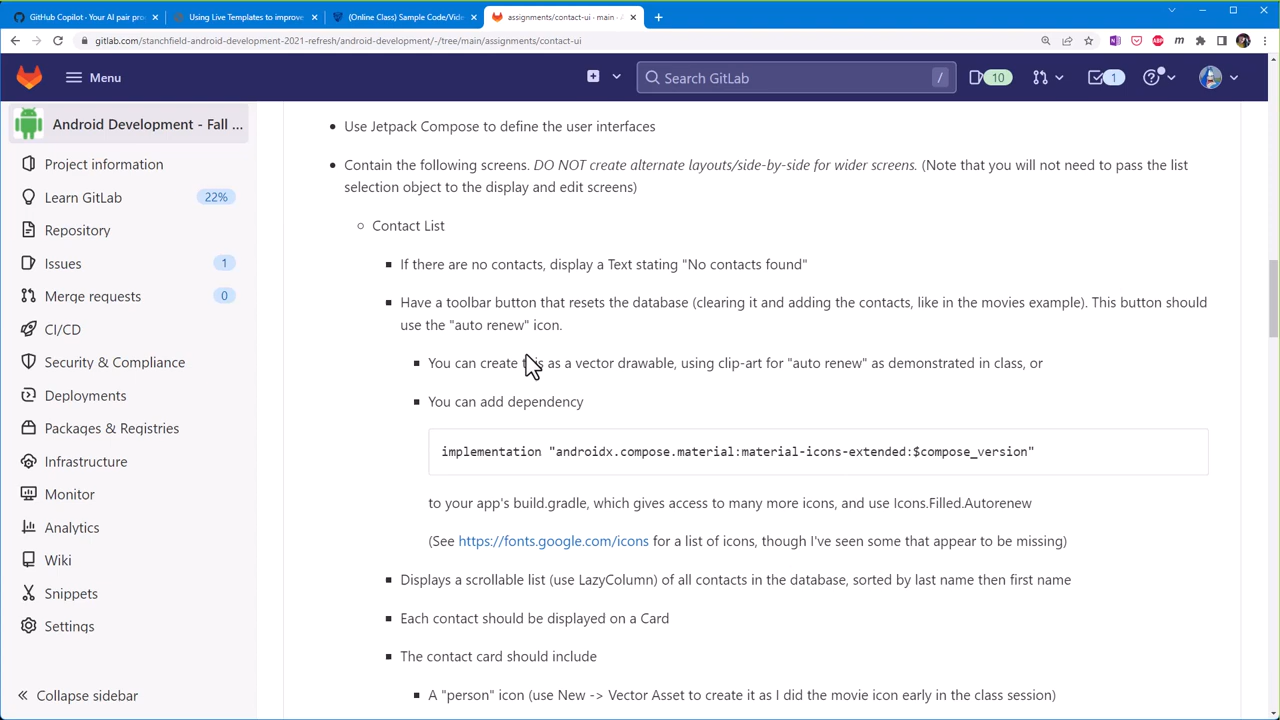 GitHub Copilot · Your AI pair pro
Using Live Templates to improve
(Online Class) Sample Code/Vide
assignments/contact-ui · main · A
gitlab.com/stanchfield-android-development-2021-refresh/android-development/-/tree/main/assignments/contact-ui
Menu
Search GitLab
/
10
1
Android Development - Fall ...
Project information
Learn GitLab
22%
Repository
Issues
1
Merge requests
0
CI/CD
Security & Compliance
Deployments
Packages & Registries
Infrastructure
Monitor
Analytics
Wiki
Snippets
Settings
Collapse sidebar
Use Jetpack Compose to define the user interfaces
Contain the following screens. DO NOT create alternate layouts/side-by-side for wider screens. (Note that you will not need to pass the list
selection object to the display and edit screens)
Contact List
If there are no contacts, display a Text stating "No contacts found"
Have a toolbar button that resets the database (clearing it and adding the contacts, like in the movies example). This button should
use the "auto renew" icon.
You can create this as a vector drawable, using clip-art for "auto renew" as demonstrated in class, or
You can add dependency
implementation "androidx.compose.material:material-icons-extended:$compose_version"
to your app's build.gradle, which gives access to many more icons, and use Icons.Filled.Autorenew
(See https://fonts.google.com/icons for a list of icons, though I've seen some that appear to be missing)
Displays a scrollable list (use LazyColumn) of all contacts in the database, sorted by last name then first name
Each contact should be displayed on a Card
The contact card should include
A "person" icon (use New -> Vector Asset to create it as I did the movie icon early in the class session)